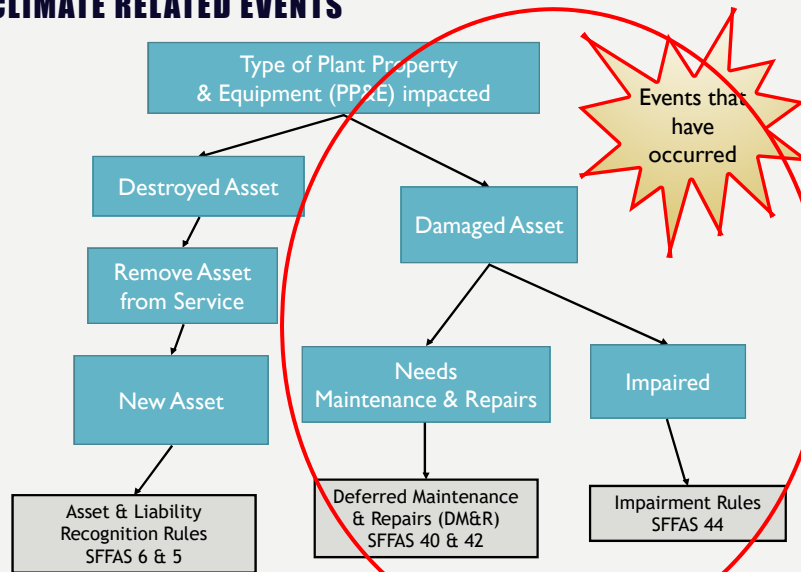 CLIMATE RELATED EVENTS
Type of Plant Property
& Equipment (PP&E) impacted
Events that
have
occurred
Destroyed Asset
Damaged Asset
Remove Asset
from Service
New Asset
Needs
Maintenance & Repairs
Impaired
Asset & Liability
Recognition Rules
SFFAS 6 & 5
Deferred Maintenance
& Repairs (DM&R)
SFFAS 40 & 42
Impairment Rules
SFFAS 44